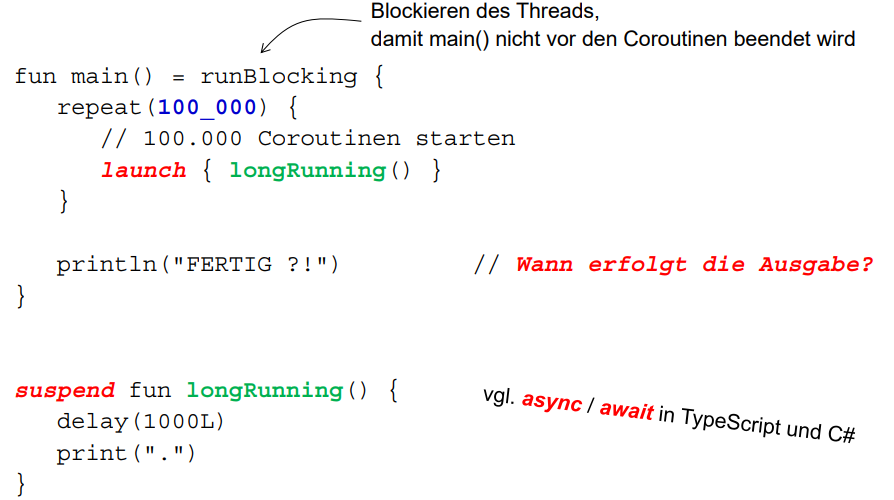 Blockieren des Threads,
damit main() nicht vor den Coroutinen beendet wird
fun main() = runBlocking {
repeat(100_000) {
// 100.000 Coroutinen starten
launch { longRunning() }
}
println("FERTIG ?!") // Wann erfolgt die Ausgabe?
}
suspend fun longRunning() {
delay(1000L)
print(".")
}
vgl. async / await in TypeScript und C#